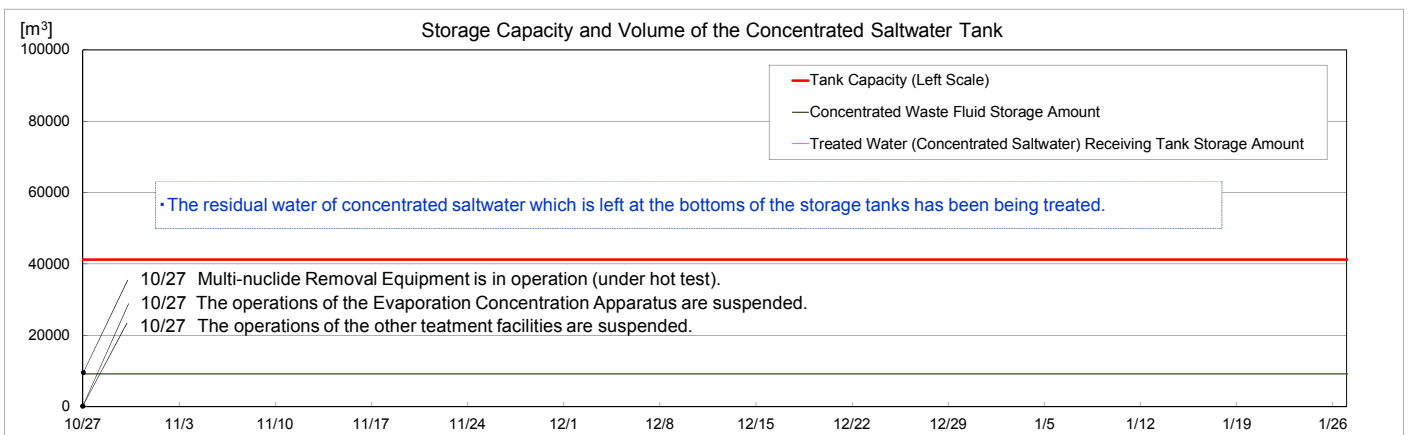 [m³]
Storage Capacity and Volume of the Concentrated Saltwater Tank
100000
80000
60000
40000
20000
0
Tank Capacity (Left Scale)
Concentrated Waste Fluid Storage Amount
Treated Water (Concentrated Saltwater) Receiving Tank Storage Amount
・The residual water of concentrated saltwater which is left at the bottoms of the storage tanks has been being treated.
10/27 Multi-nuclide Removal Equipment is in operation (under hot test).
10/27 The operations of the Evaporation Concentration Apparatus are suspended.
10/27 The operations of the other teatment facilities are suspended.
10/27 11/3 11/10 11/17 11/24 12/1 12/8 12/15 12/22 12/29 1/5 1/12 1/19 1/26